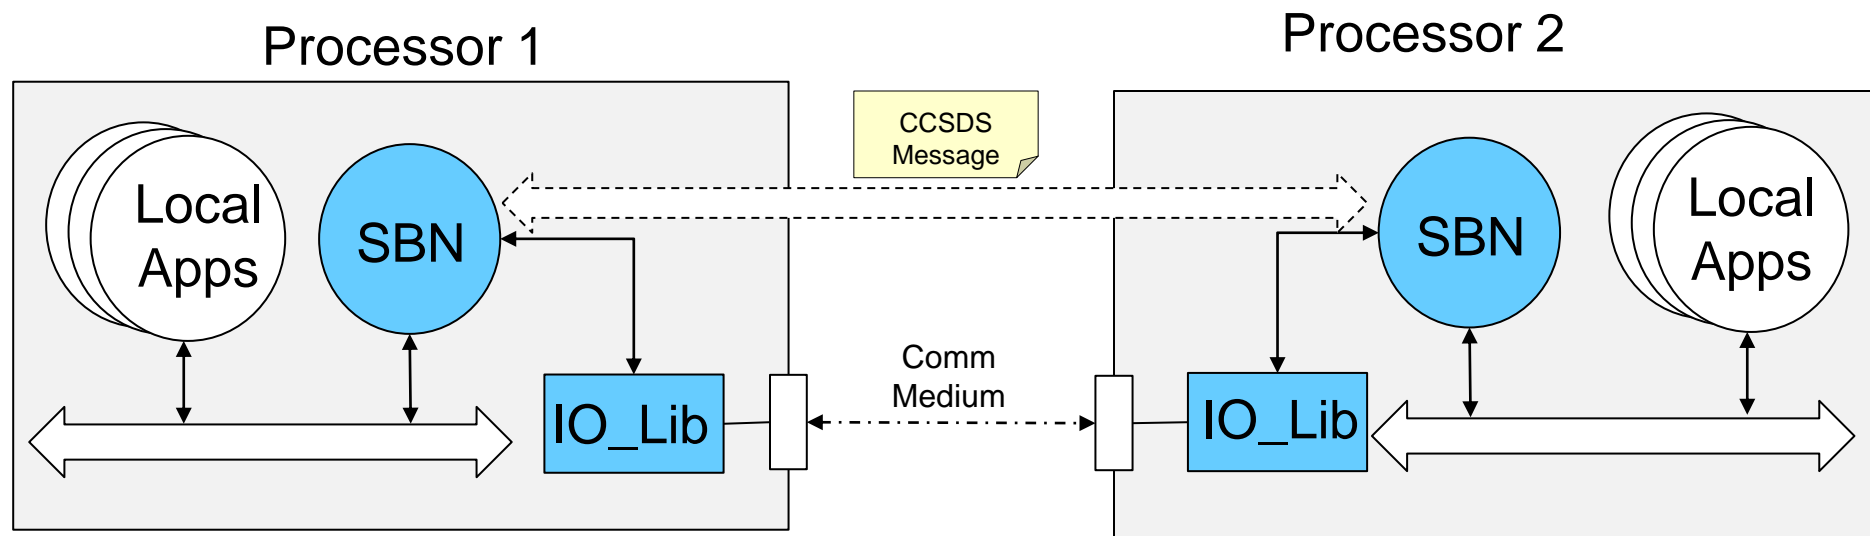 Processor 1
Processor 2
CCSDS
Message
Local
Apps
SBN
SBN
Local
Apps
Comm
Medium
IO_Lib
IO_Lib